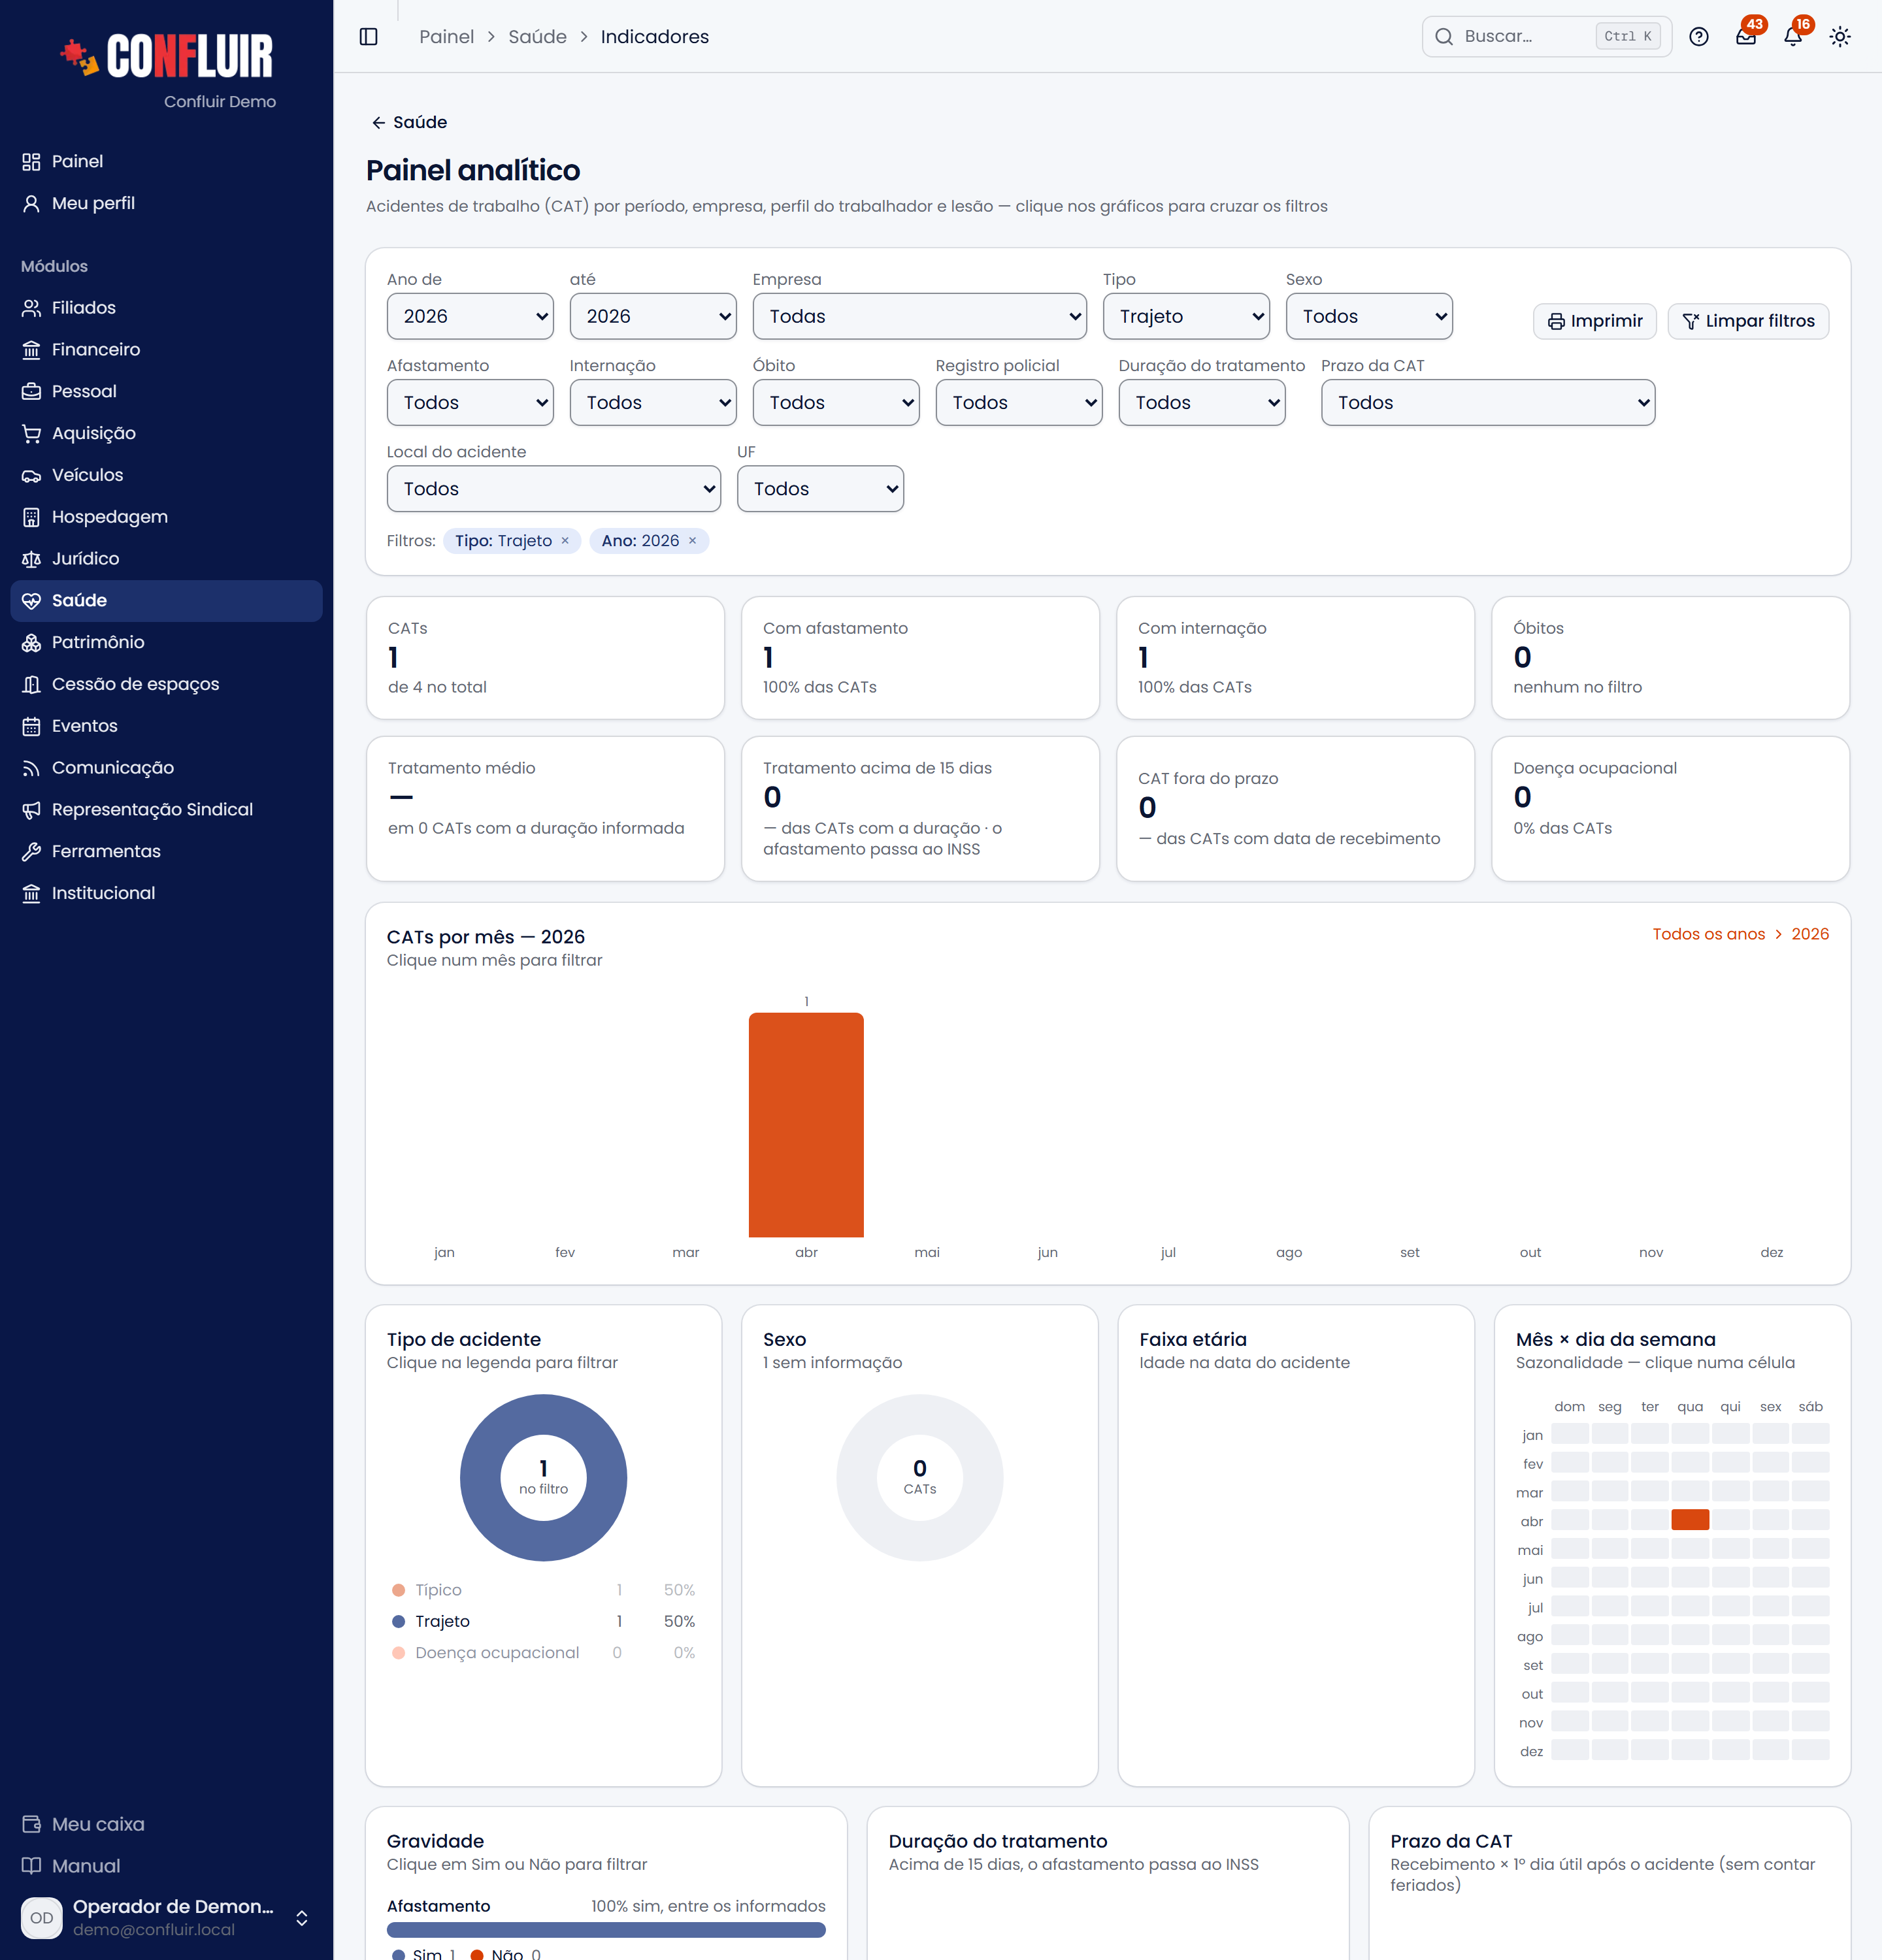 CONFLUIR
Confluir Demo
Painel
Meu perfil
Módulos
Filiados
Financeiro
Pessoal
Aquisição
Veículos
Hospedagem
Jurídico
Saúde
Patrimônio
Cessão de espaços
Eventos
Comunicação
Representação Sindical
Ferramentas
Institucional
Meu caixa
Manual
OD
Operador de Demon...
demo@confluir.local
Painel > Saúde > Indicadores
Buscar... Ctrl K
43
16
← Saúde
Painel analítico
Acidentes de trabalho (CAT) por período, empresa, perfil do trabalhador e lesão — clique nos gráficos para cruzar os filtros
Ano de até Empresa Tipo Sexo
2026 2026 Todas Trajeto Todos
Imprimir Limpar filtros
Afastamento Internação Óbito Registro policial Duração do tratamento Prazo da CAT
Todos Todos Todos Todos Todos Todos
Local do acidente UF
Todos Todos
Filtros: Tipo: Trajeto × Ano: 2026 ×
CATs
1
de 4 no total
Com afastamento
1
100% das CATs
Com internação
1
100% das CATs
Óbitos
0
nenhum no filtro
Tratamento médio
—
em 0 CATs com a duração informada
Tratamento acima de 15 dias
0
— das CATs com a duração · o
afastamento passa ao INSS
CAT fora do prazo
0
— das CATs com data de recebimento
Doença ocupacional
0
0% das CATs
CATs por mês — 2026
Clique num mês para filtrar
Todos os anos > 2026
1
jan fev mar abr mai jun jul ago set out nov dez
Tipo de acidente
Clique na legenda para filtrar
1
no filtro
Típico 1 50%
Trajeto 1 50%
Doença ocupacional 0 0%
Sexo
1 sem informação
0
CATs
Faixa etária
Idade na data do acidente
Mês × dia da semana
Sazonalidade — clique numa célula
dom seg ter qua qui sex sáb
jan
fev
mar
abr
mai
jun
jul
ago
set
out
nov
dez
Gravidade
Clique em Sim ou Não para filtrar
Afastamento 100% sim, entre os informados
Sim 1 Não 0
Duração do tratamento
Acima de 15 dias, o afastamento passa ao INSS
Prazo da CAT
Recebimento × 1º dia útil após o acidente (sem contar
feriados)